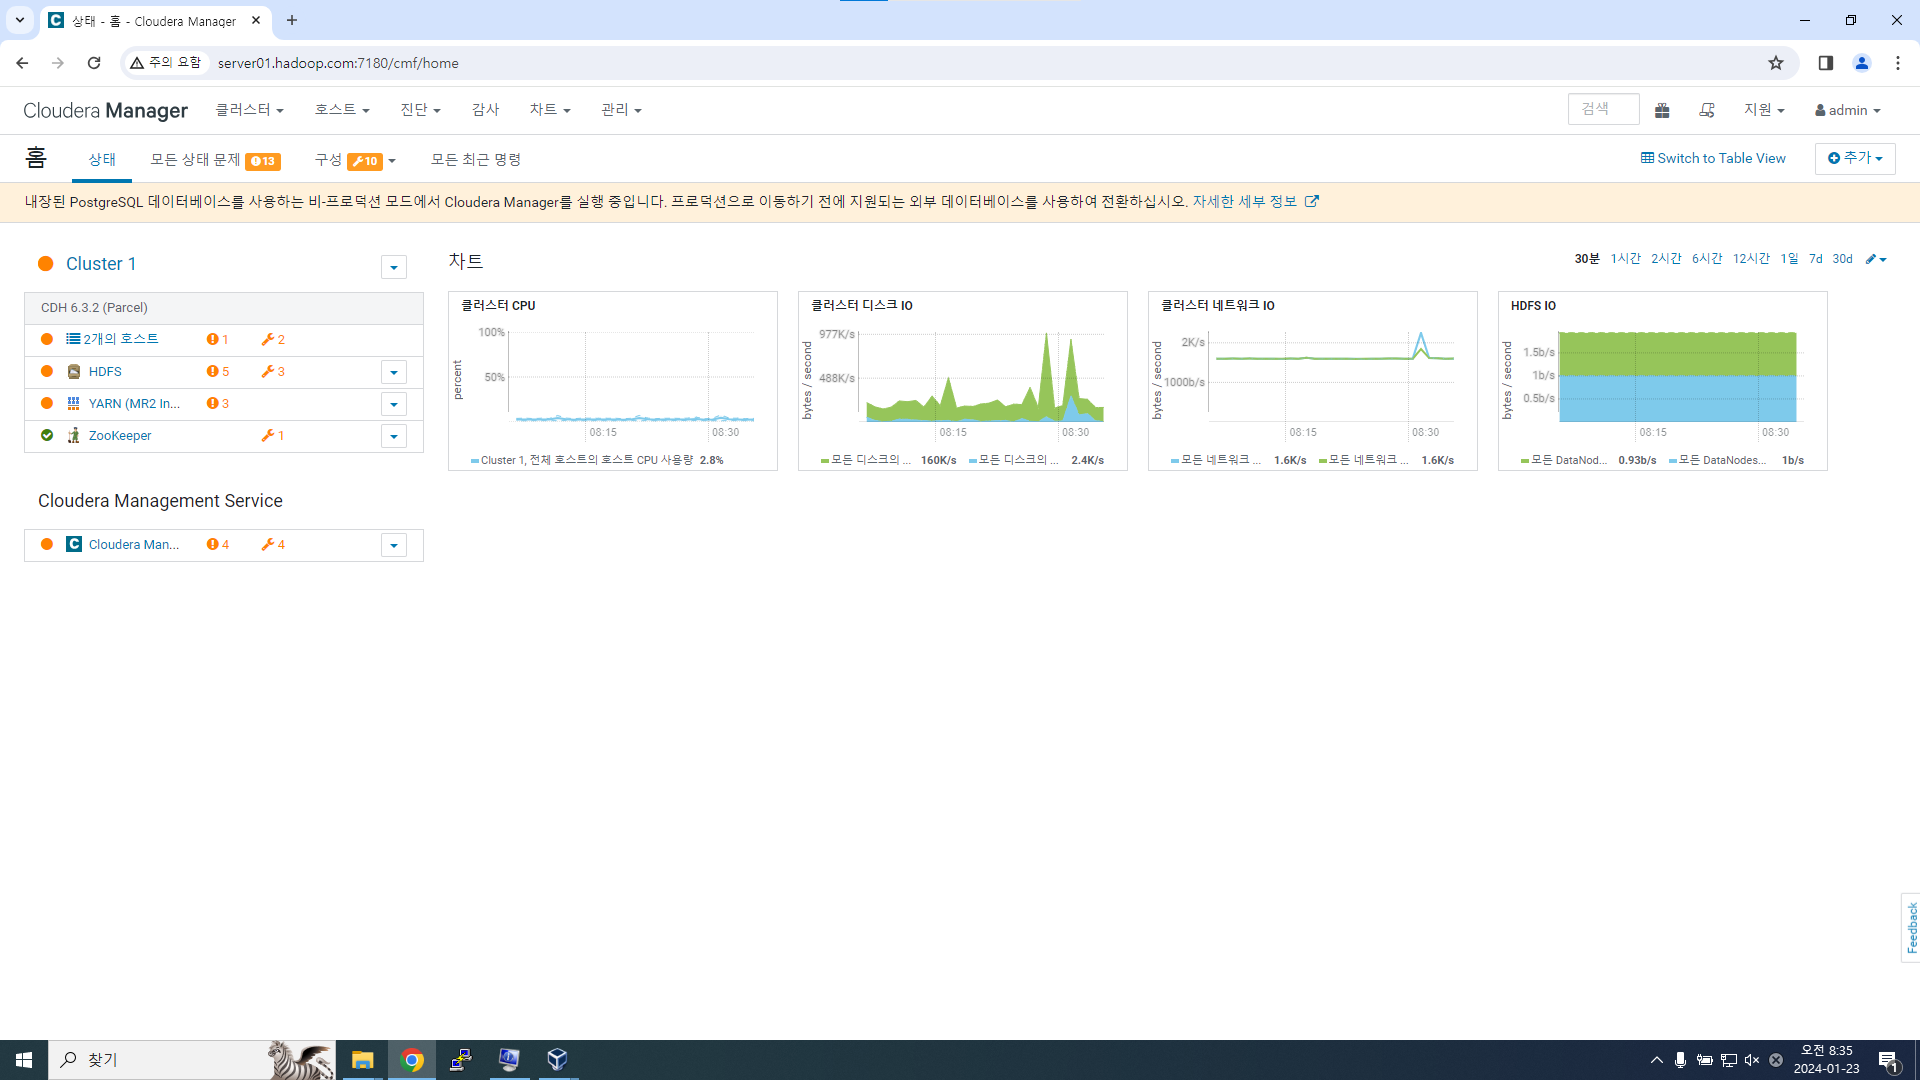 상태 - 홈 - Cloudera Manager
주의 요함 server01.hadoop.com:7180/cmf/home
Cloudera Manager 클러스터 호스트 진단 감사 차트 관리 검색 지원 admin
홈 상태 모든 상태 문제 13 구성 10 모든 최근 명령 Switch to Table View 추가
내장된 PostgreSQL 데이터베이스를 사용하는 비-프로덕션 모드에서 Cloudera Manager를 실행 중입니다. 프로덕션으로 이동하기 전에 지원되는 외부 데이터베이스를 사용하여 전환하십시오. 자세한 세부 정보
Cluster 1
CDH 6.3.2 (Parcel)
2개의 호스트 1 2
HDFS 5 3
YARN (MR2 In... 3
ZooKeeper 1
Cloudera Management Service
Cloudera Man... 4 4
차트
30분 1시간 2시간 6시간 12시간 1일 7d 30d
클러스터 CPU
percent
100%
50%
08:15 08:30
Cluster 1, 전체 호스트의 호스트 CPU 사용량 2.8%
클러스터 디스크 IO
bytes / second
977K/s
488K/s
08:15 08:30
모든 디스크의 ... 160K/s 모든 디스크의 ... 2.4K/s
클러스터 네트워크 IO
bytes / second
2K/s
1000b/s
08:15 08:30
모든 네트워크 ... 1.6K/s 모든 네트워크 ... 1.6K/s
HDFS IO
bytes / second
1.5b/s
1b/s
0.5b/s
08:15 08:30
모든 DataNod... 0.93b/s 모든 DataNodes... 1b/s
Feedback
찾기
오전 8:35
2024-01-23
1